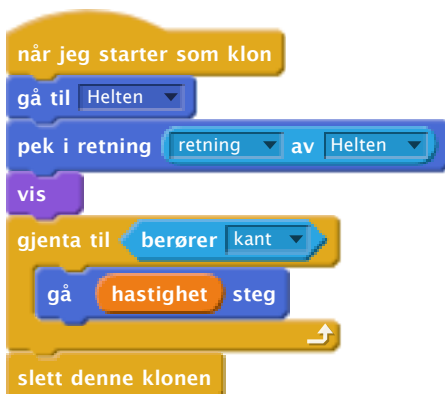 når jeg starter som klon
gå til Helten
pek i retning retning av Helten
vis
gjenta til berører kant
gå hastighet steg
slett denne klonen